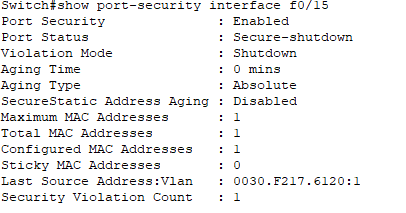 Switch#show port-security interface f0/15
Port Security : Enabled
Port Status : Secure-shutdown
Violation Mode : Shutdown
Aging Time : 0 mins
Aging Type : Absolute
SecureStatic Address Aging : Disabled
Maximum MAC Addresses : 1
Total MAC Addresses : 1
Configured MAC Addresses : 1
Sticky MAC Addresses : 0
Last Source Address:Vlan : 0030.F217.6120:1
Security Violation Count : 1